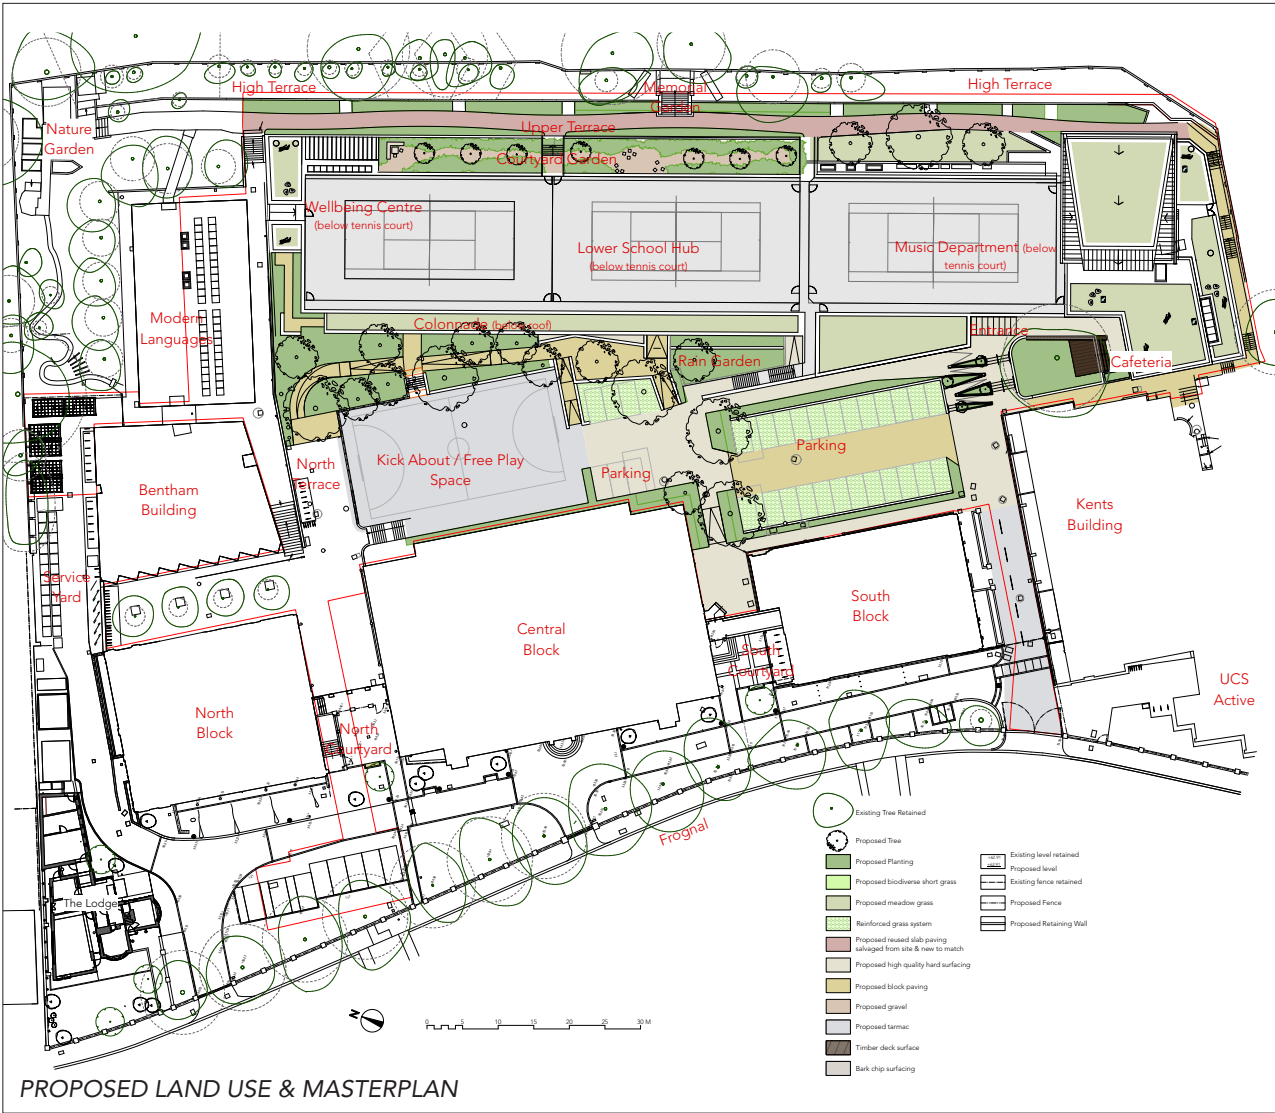 High Terrace
Memorial
Garden
High Terrace
Nature
Garden
Upper Terrace
Courtyard Garden
Wellbeing Centre
(below tennis court)
Lower School Hub
(below tennis court)
Music Department (below
tennis court)
Modern
Languages
Colonnade (below roof)
Entrance
Rain Garden
Cafeteria
Kick About / Free Play
Space
North
Terrace
Parking
Parking
Bentham
Building
Kents
Building
Service
Yard
South
Block
Central
Block
South
Courtyard
UCS
Active
North
Block
North
Courtyard
Frognal
The Lodge
Existing Tree Retained
Proposed Tree
Proposed Planting
Proposed biodiverse short grass
Proposed meadow grass
Reinforced grass system
Proposed reused slab paving
salvaged from site & new to match
Proposed high quality hard surfacing
Proposed block paving
Proposed gravel
Proposed tarmac
Timber deck surface
Bark chip surfacing
Existing level retained
Proposed level
Existing fence retained
Proposed Fence
Proposed Retaining Wall
N
0 5 10 15 20 25 30 M
PROPOSED LAND USE & MASTERPLAN